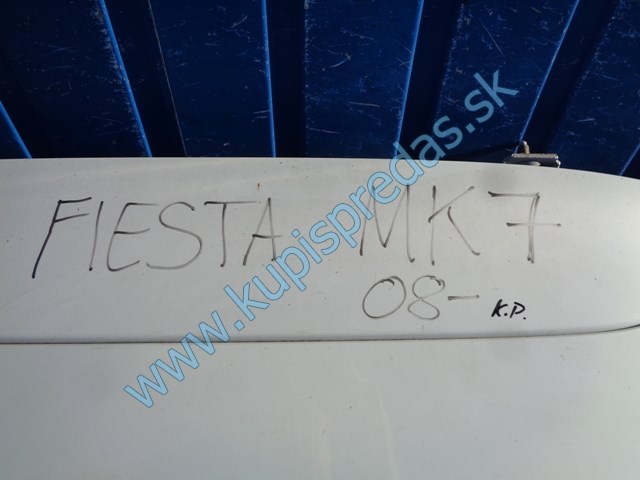 FIESTA MK7
08- K.P.
www.kupispredas.sk